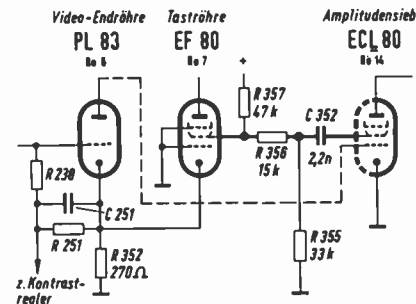 Video-Endröhre
Taströhre
Amplitudensieb
PL 83
EF 80
ECL 80
Rö 6
Rö 7
Rö 14
+
R 357
47 k
C 352
2,2n
R 356
15 k
R 238
C 251
R 251
R 352
270 Ω
R 355
33 k
z. Kontrast-
regler